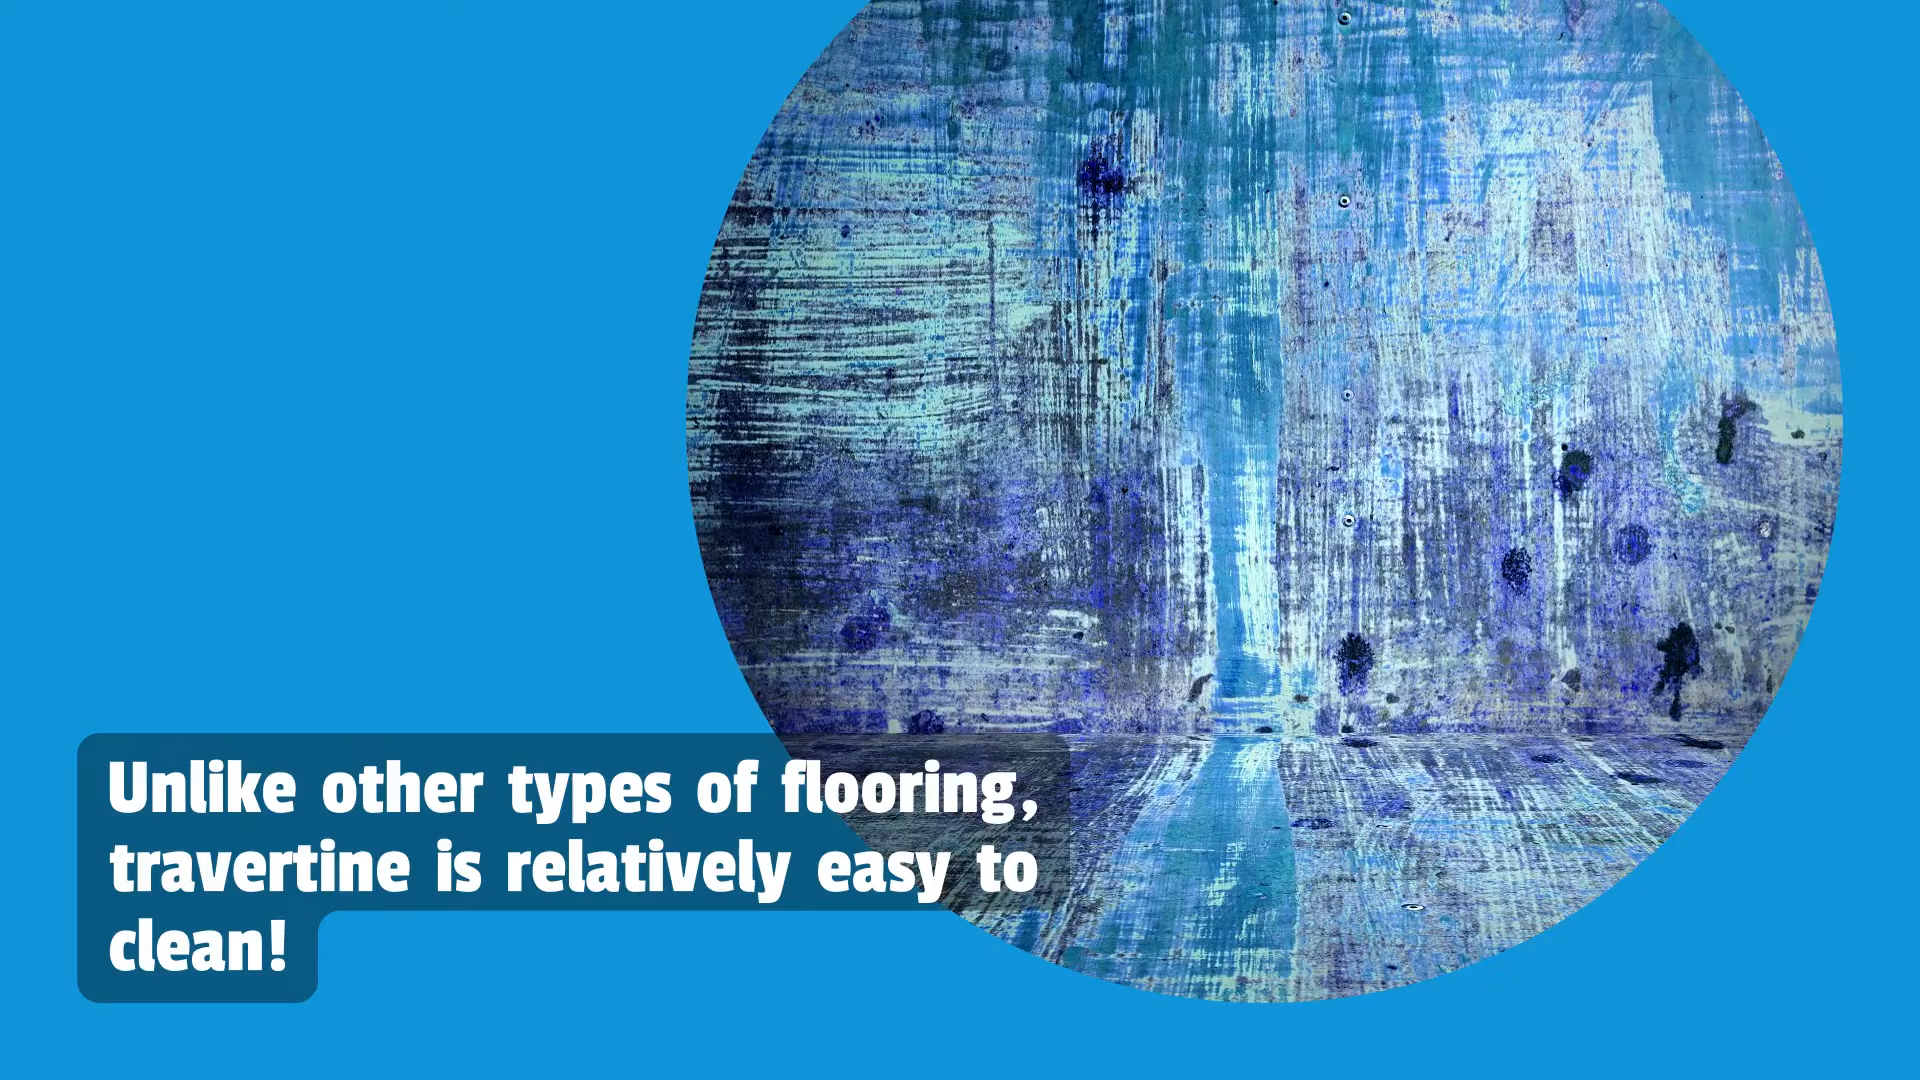 Unlike other types of flooring,
travertine is relatively easy to
clean!